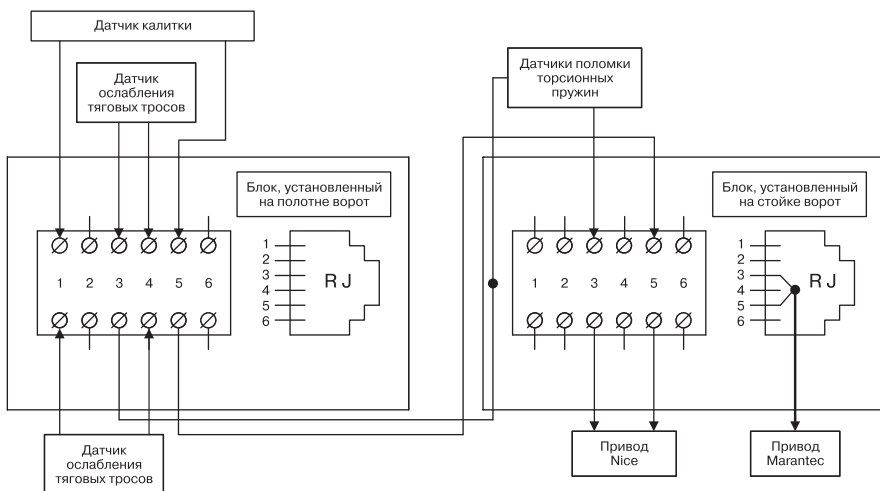 Датчик калитки
Датчик
ослабления
тяговых тросов
Датчики поломки
торсионных
пружин
Блок, установленный
на полотне ворот
1 2 3 4 5 6
1
2
3
4
5
6
RJ
Блок, установленный
на стойке ворот
1 2 3 4 5 6
1
2
3
4
5
6
RJ
Датчик
ослабления
тяговых тросов
Привод
Nice
Привод
Marantec